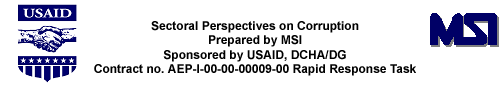 USAID
Sectoral Perspectives on Corruption
Prepared by MSI
Sponsored by USAID, DCHA/DG
Contract no. AEP-I-00-00-00009-00 Rapid Response Task
MSI